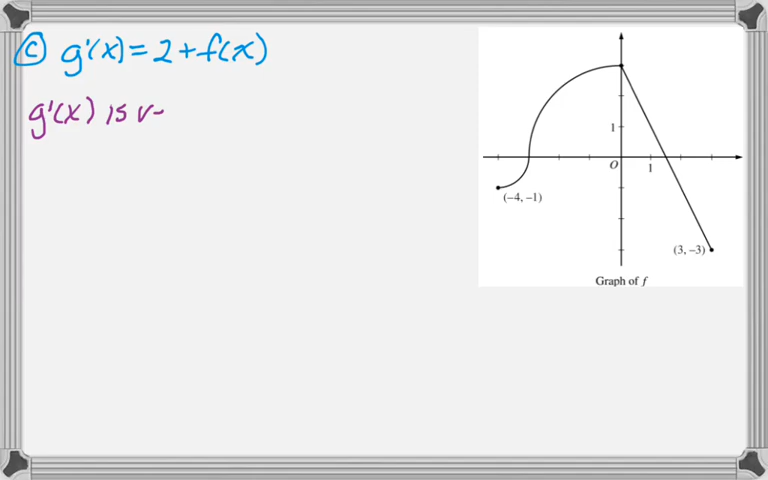 Ⓒ g'(x) = 2 + f(x)
g'(x) is
1
O
1
(−4, −1)
(3, −3)
Graph of f